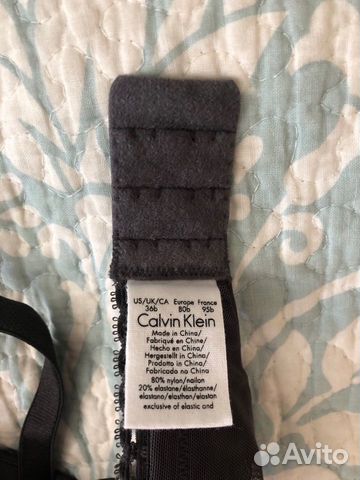 US/UK/CA Europe France
36b 80b 95b
Calvin Klein
Made in China/
Fabriqué en Chine/
Hecho en China/
Hergestellt in China/
Prodotto in China/
Fabricado na China
80% nylon/nailon
20% elastane/élasthanne/
elastano/elasthan/elastan
exclusive of elastic and
Avito